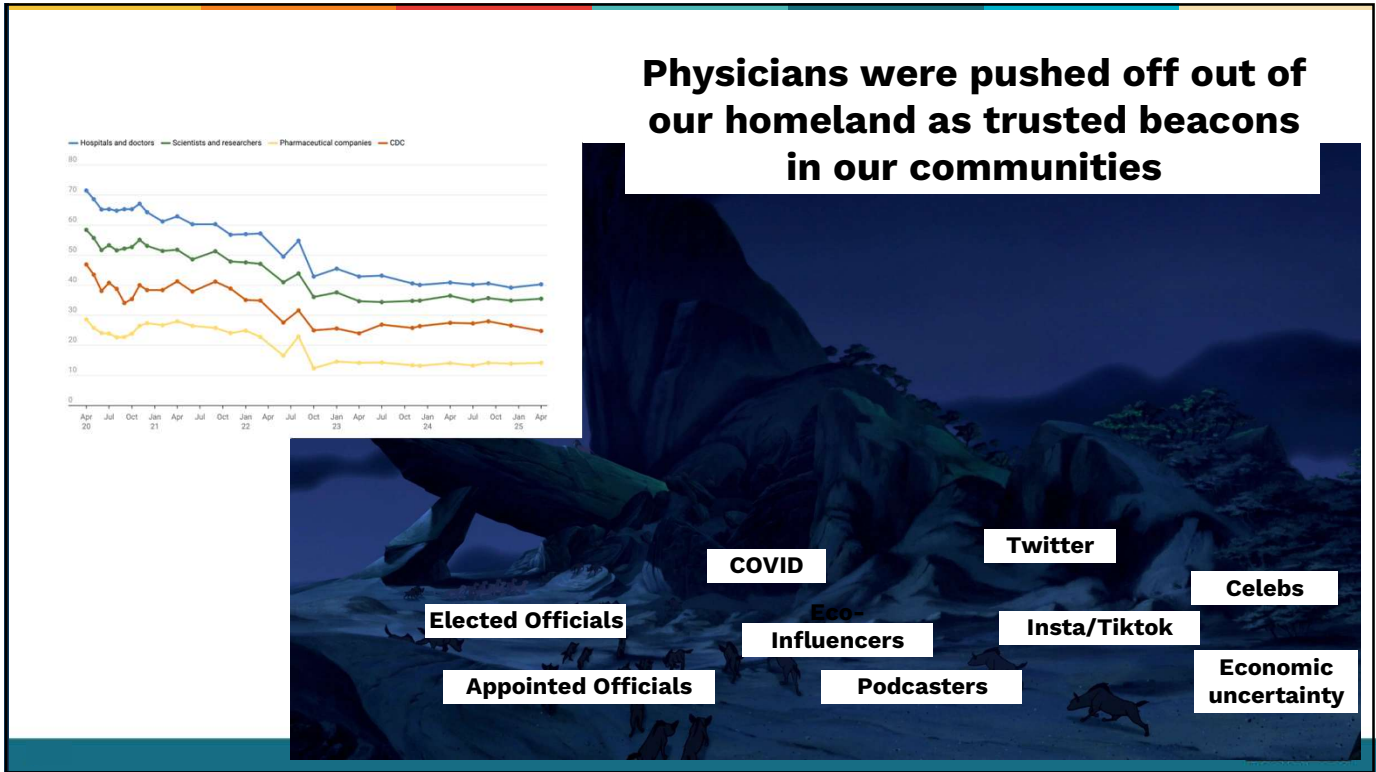 Physicians were pushed off out of
our homeland as trusted beacons
in our communities
Hospitals and doctors Scientists and researchers Pharmaceutical companies CDC
80
70
60
50
40
30
20
10
0
Apr Jul Oct Jan Apr Jul Oct Jan Apr Jul Oct Jan Apr Jul Oct Jan Apr Jul Oct Jan Apr
20 21 22 23 24 25
Twitter
COVID
Celebs
Elected Officials
Eco-
Influencers
Insta/Tiktok
Appointed Officials
Podcasters
Economic
uncertainty